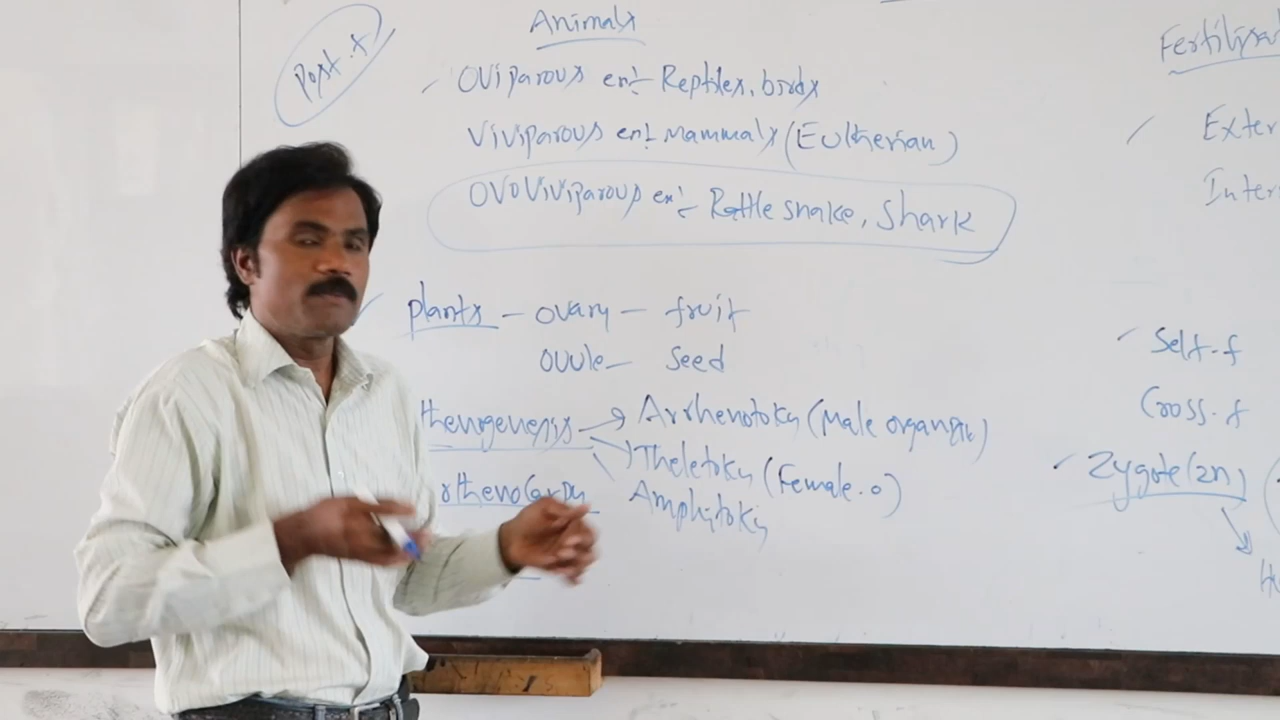 Post.f
Animals
Oviparous ex:- Reptiles, birds
Viviparous ex:- mammals (Eutherian)
Ovoviviparous ex:- Rattle snake, Shark
plants - ovary - fruit
ovule - Seed
thenogenesis → Arrhenotoky (Male organism)
Theletoky (Female.o)
rthenocarpy Amphitoky
Fertilisa
Exter
Inter
Self.f
Cross.f
Zygote(2n)